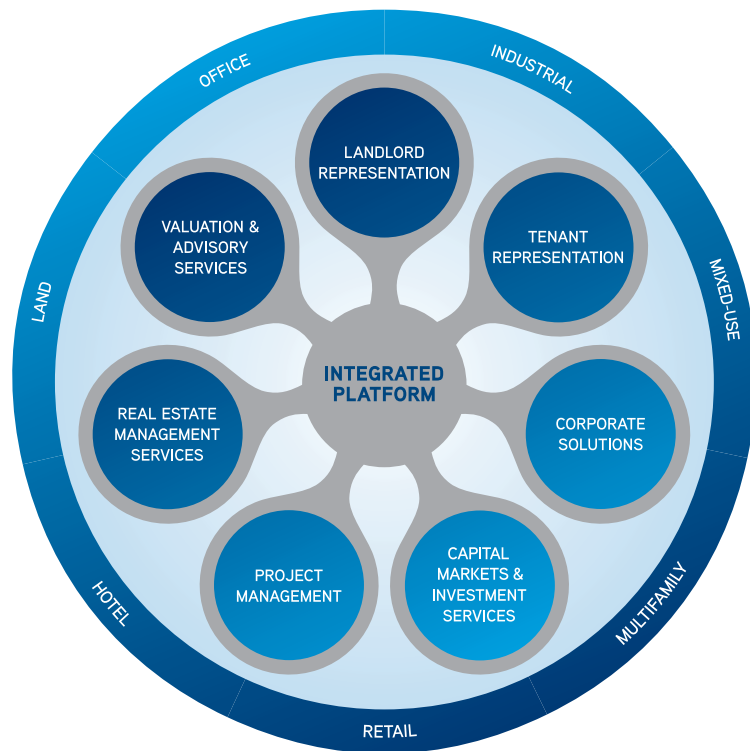 OFFICE
INDUSTRIAL
MIXED-USE
MULTIFAMILY
RETAIL
HOTEL
LAND
LANDLORD
REPRESENTATION
TENANT
REPRESENTATION
CORPORATE
SOLUTIONS
CAPITAL
MARKETS &
INVESTMENT
SERVICES
PROJECT
MANAGEMENT
REAL ESTATE
MANAGEMENT
SERVICES
VALUATION &
ADVISORY
SERVICES
INTEGRATED
PLATFORM